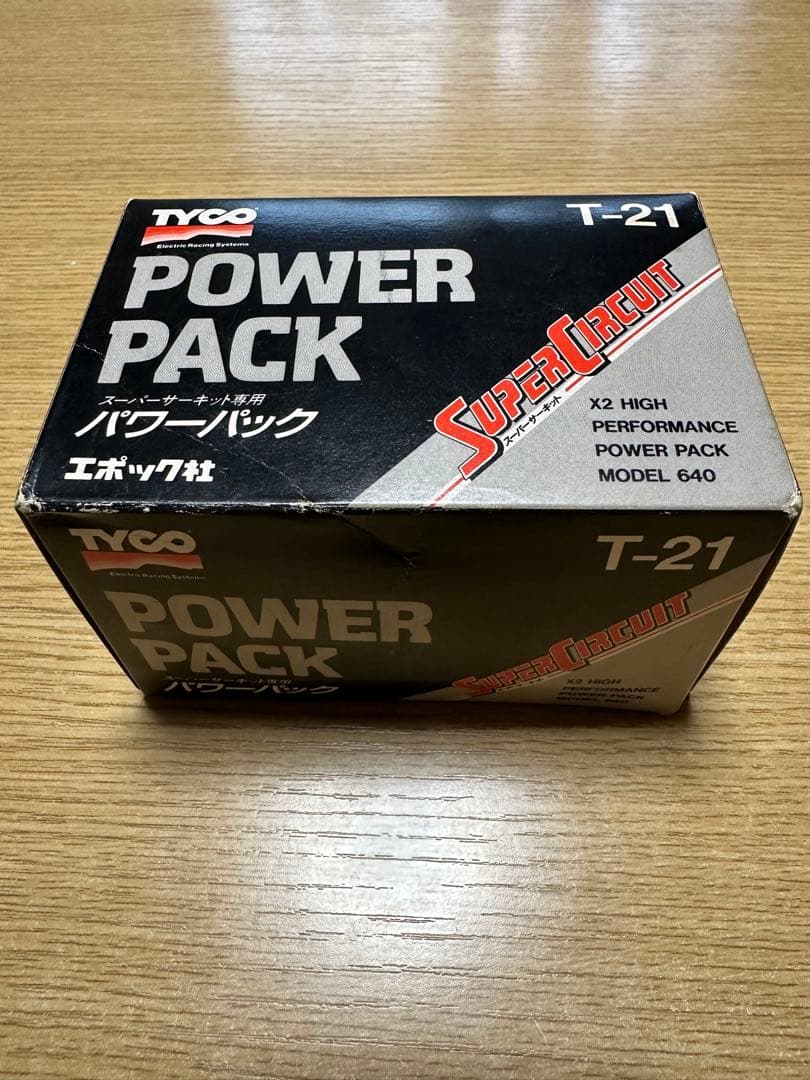 TYCO
Electric Racing Systems
T-21
POWER
PACK
スーパーサーキット専用
パワーパック
エポック社
SUPER CIRCUIT
スーパーサーキット
X2 HIGH
PERFORMANCE
POWER PACK
MODEL 640
TYCO
Electric Racing Systems
T-21
POWER
PACK
スーパーサーキット専用
パワーパック
SUPER CIRCUIT
X2 HIGH
PERFORMANCE
POWER PACK
MODEL 640